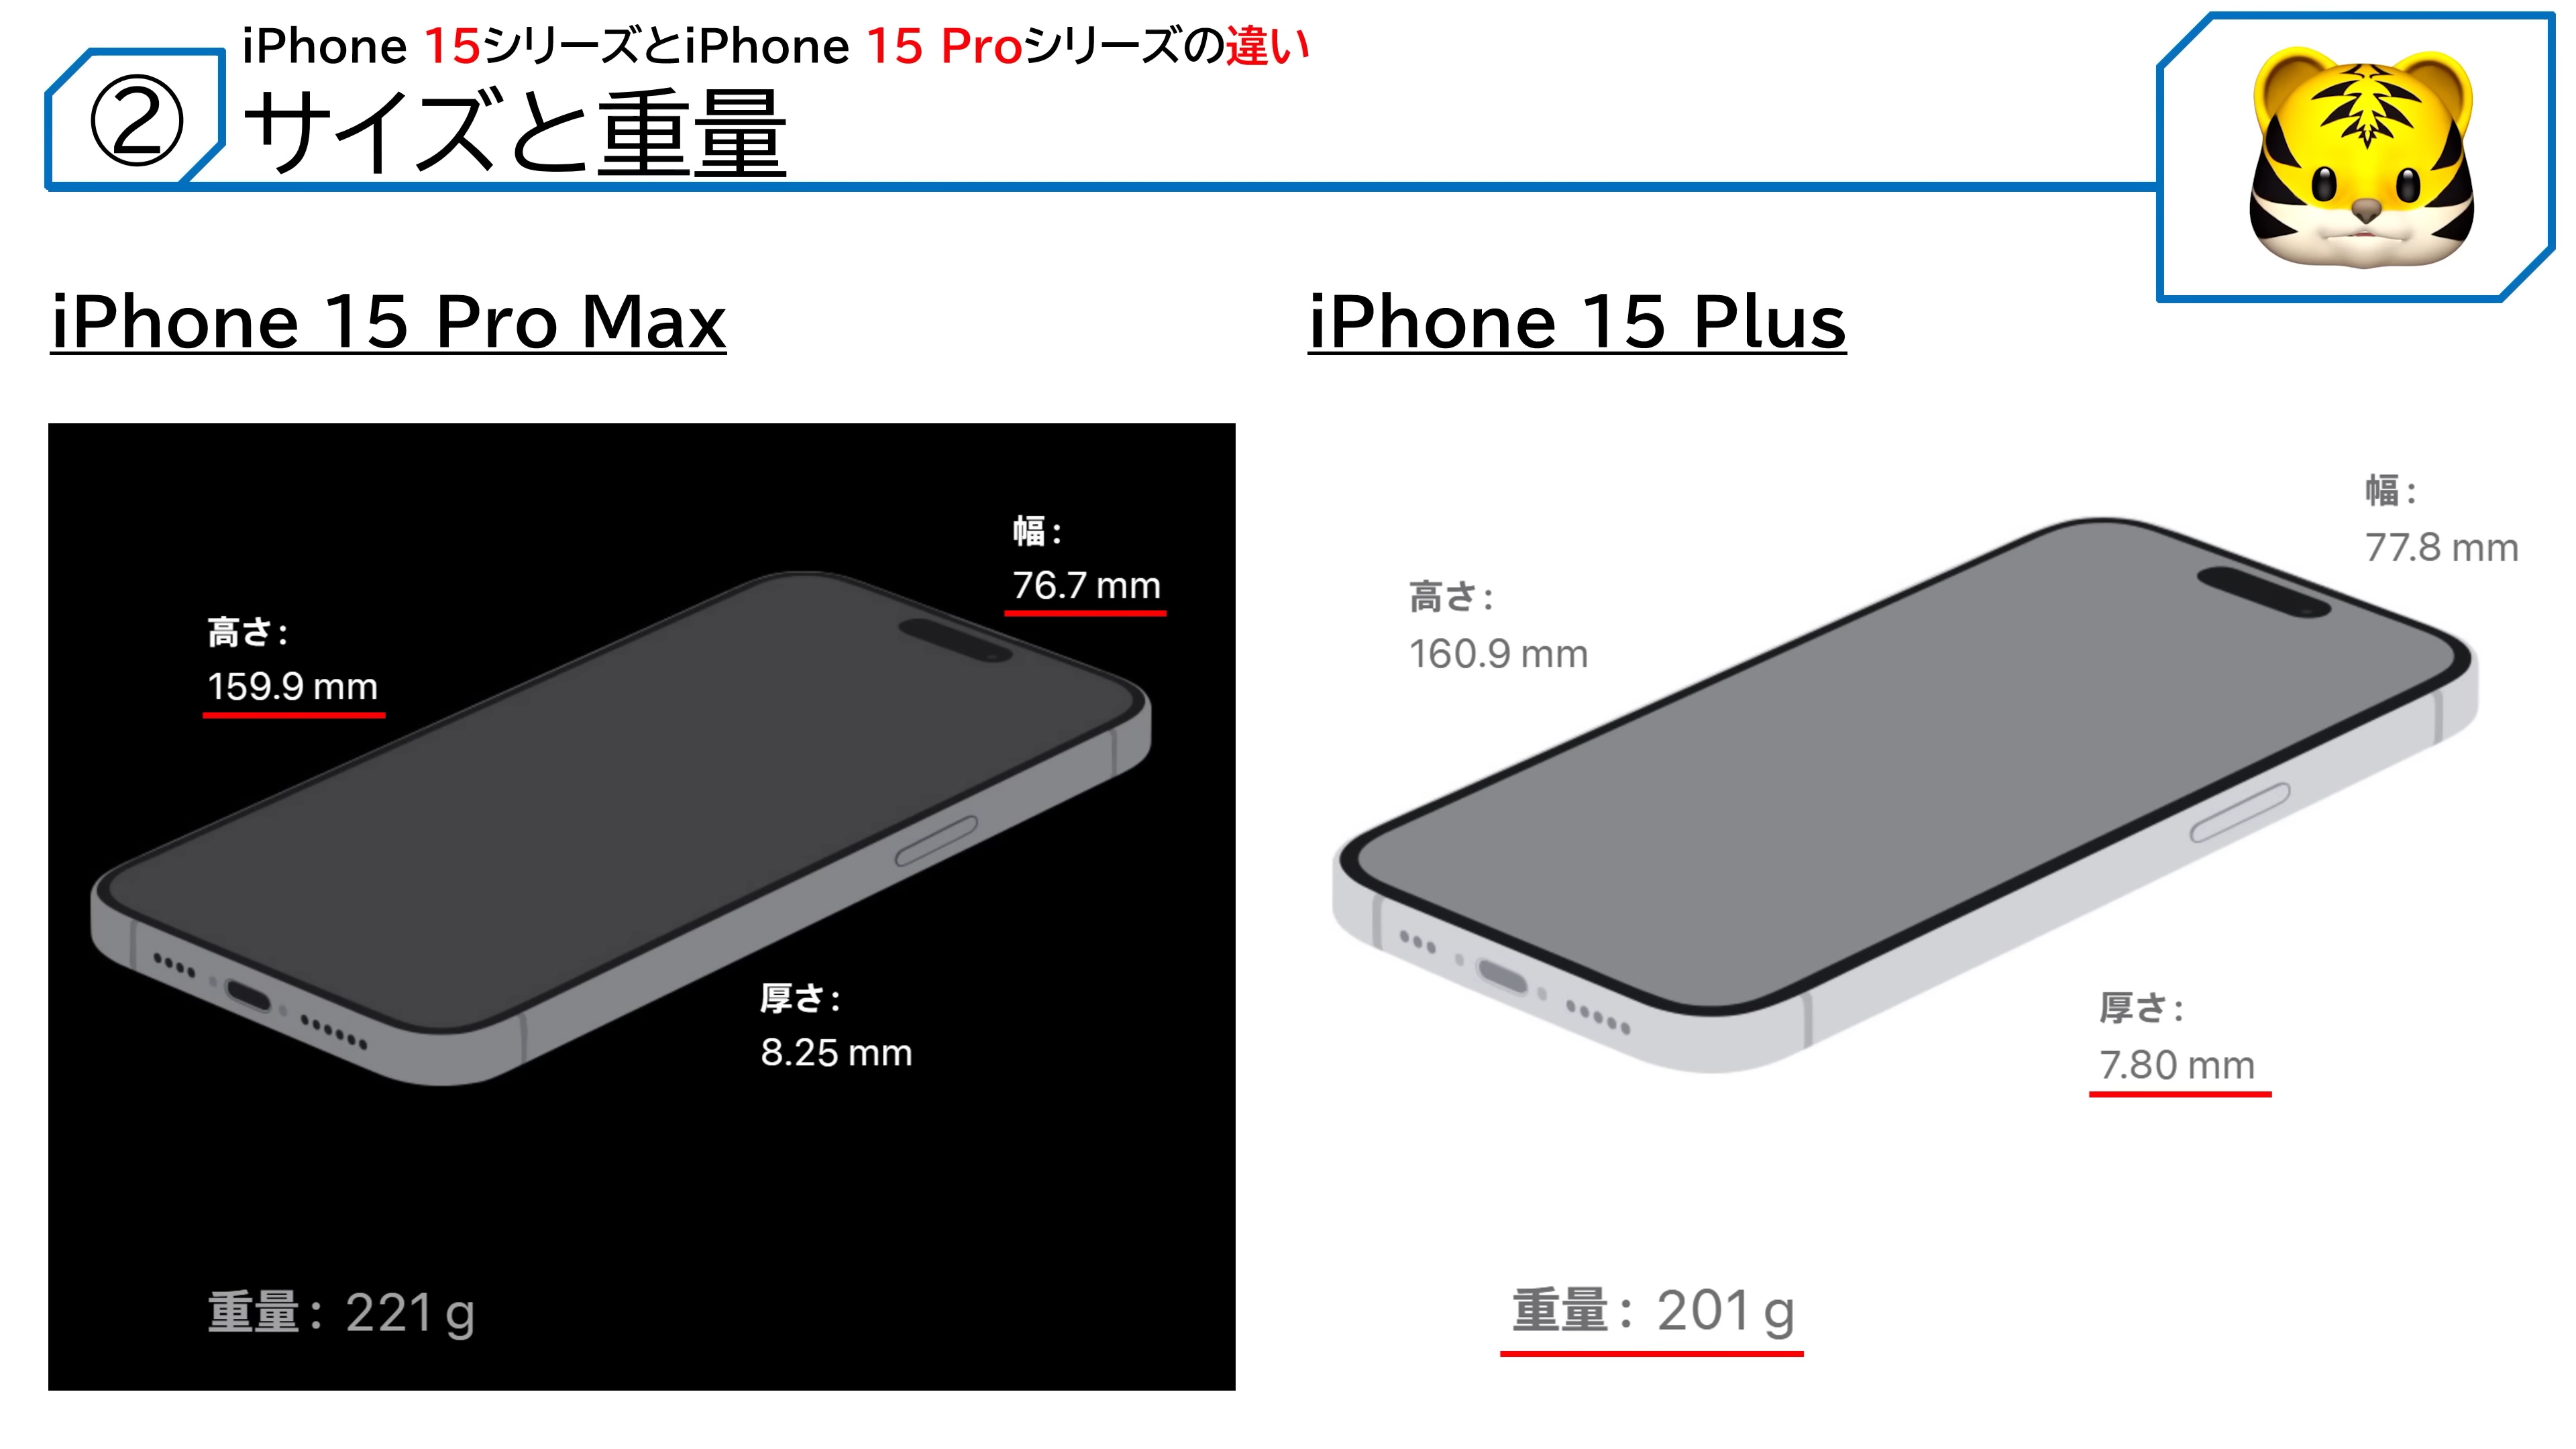 iPhone 15シリーズとiPhone 15 Proシリーズの違い
② サイズと重量
iPhone 15 Pro Max
幅：
76.7 mm
高さ：
159.9 mm
厚さ：
8.25 mm
重量： 221 g
iPhone 15 Plus
幅：
77.8 mm
高さ：
160.9 mm
厚さ：
7.80 mm
重量： 201 g